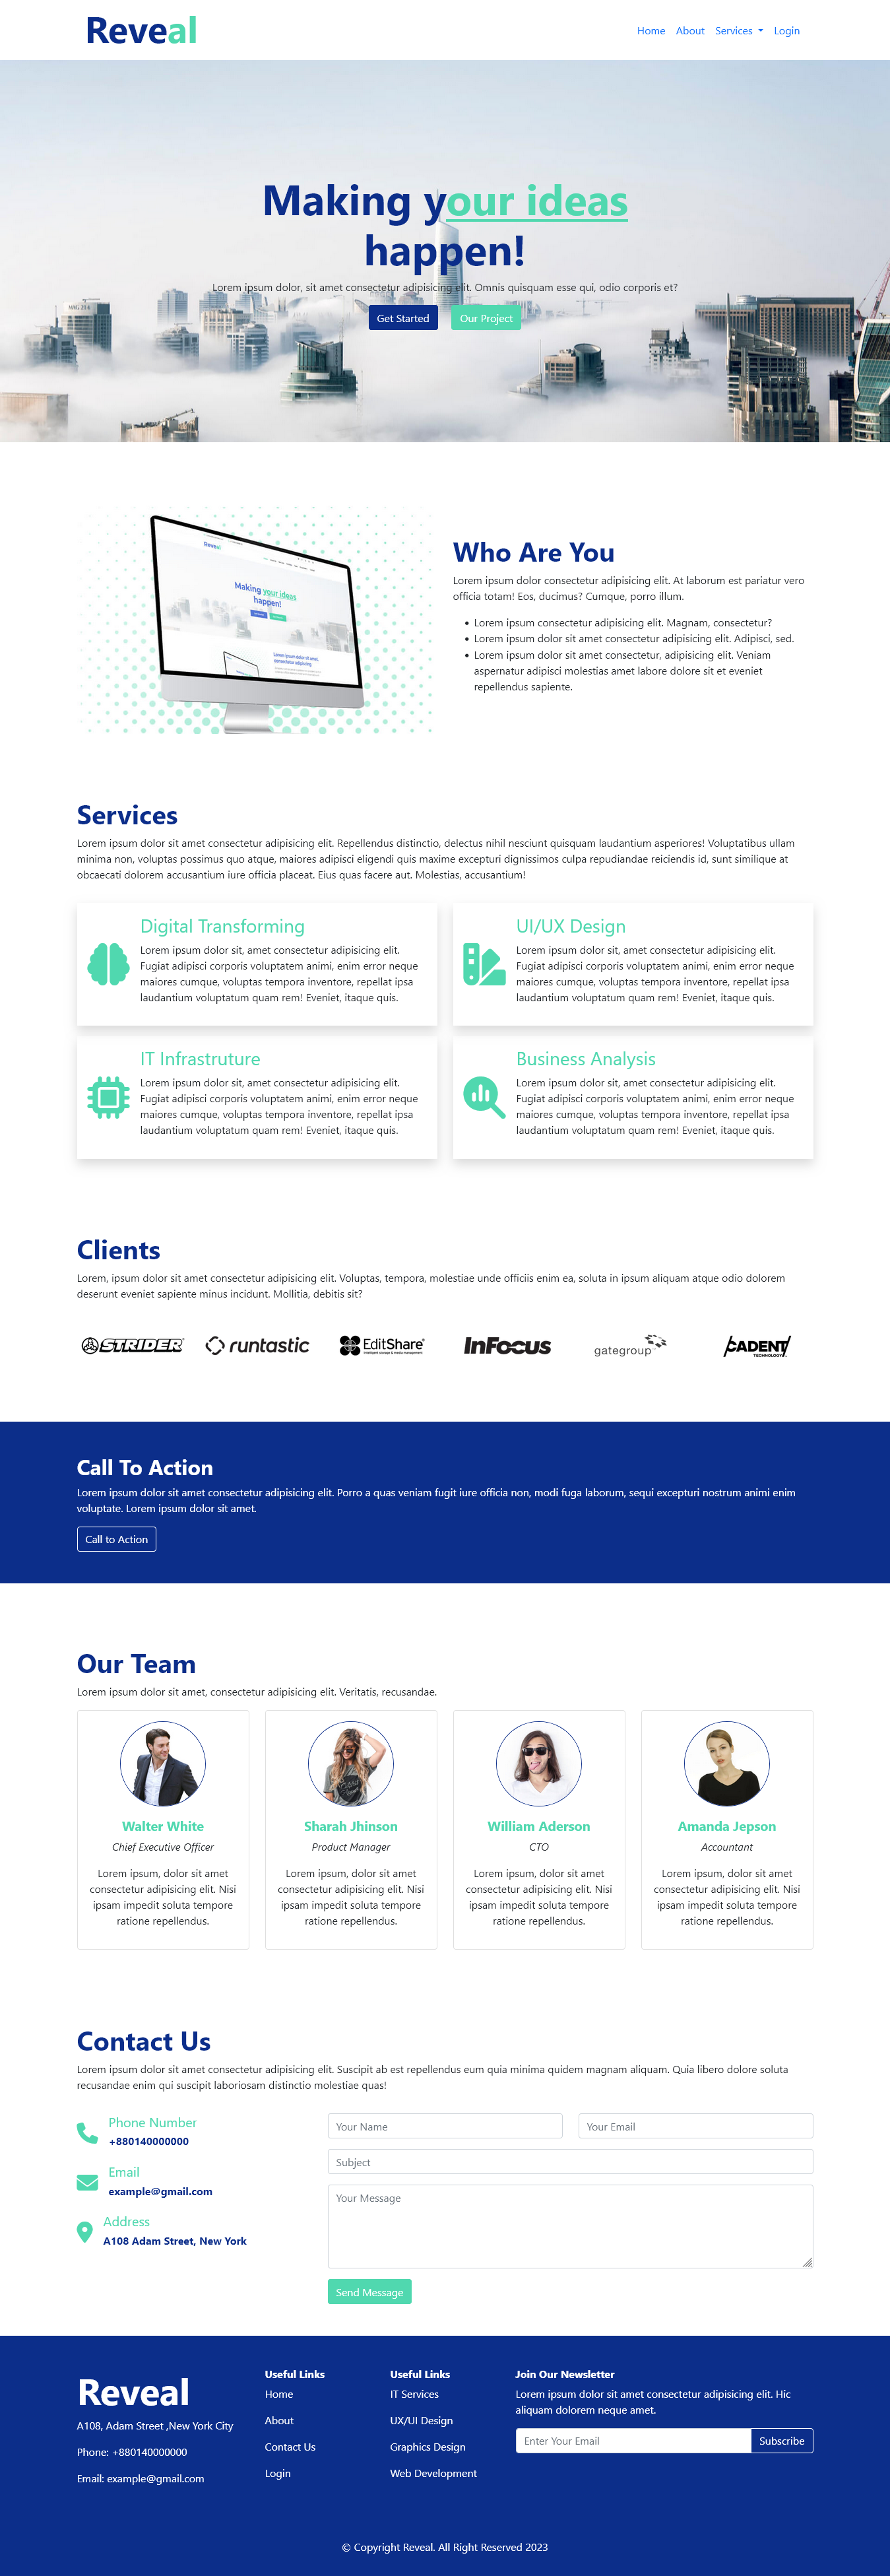 Reveal
Home About Services Login
Making your ideas
happen!
Lorem ipsum dolor, sit amet consectetur adipisicing elit. Omnis quisquam esse qui, odio corporis et?
Get Started Our Project
Reveal
Making your ideas
happen!
Who Are You
Lorem ipsum dolor consectetur adipisicing elit. At laborum est pariatur vero
officia totam! Eos, ducimus? Cumque, porro illum.
• Lorem ipsum consectetur adipisicing elit. Magnam, consectetur?
• Lorem ipsum dolor sit amet consectetur adipisicing elit. Adipisci, sed.
• Lorem ipsum dolor sit amet consectetur, adipisicing elit. Veniam
aspernatur adipisci molestias amet labore dolore sit et eveniet
repellendus sapiente.
Services
Lorem ipsum dolor sit amet consectetur adipisicing elit. Repellendus distinctio, delectus nihil nesciunt quisquam laudantium asperiores! Voluptatibus ullam
minima non, voluptas possimus quo atque, maiores adipisci eligendi quis maxime excepturi dignissimos culpa repudiandae reiciendis id, sunt similique at
obcaecati dolorem accusantium iure officia placeat. Eius quas facere aut. Molestias, accusantium!
Digital Transforming
Lorem ipsum dolor sit, amet consectetur adipisicing elit.
Fugiat adipisci corporis voluptatem animi, enim error neque
maiores cumque, voluptas tempora inventore, repellat ipsa
laudantium voluptatum quam rem! Eveniet, itaque quis.
UI/UX Design
Lorem ipsum dolor sit, amet consectetur adipisicing elit.
Fugiat adipisci corporis voluptatem animi, enim error neque
maiores cumque, voluptas tempora inventore, repellat ipsa
laudantium voluptatum quam rem! Eveniet, itaque quis.
IT Infrastruture
Lorem ipsum dolor sit, amet consectetur adipisicing elit.
Fugiat adipisci corporis voluptatem animi, enim error neque
maiores cumque, voluptas tempora inventore, repellat ipsa
laudantium voluptatum quam rem! Eveniet, itaque quis.
Business Analysis
Lorem ipsum dolor sit, amet consectetur adipisicing elit.
Fugiat adipisci corporis voluptatem animi, enim error neque
maiores cumque, voluptas tempora inventore, repellat ipsa
laudantium voluptatum quam rem! Eveniet, itaque quis.
Clients
Lorem, ipsum dolor sit amet consectetur adipisicing elit. Voluptas, tempora, molestiae unde officiis enim ea, soluta in ipsum aliquam atque odio dolorem
deserunt eveniet sapiente minus incidunt. Mollitia, debitis sit?
STRIDER
runtastic
EditShare
intelligent storage & media management
InFocus
gategroup
CADENT
TECHNOLOGY
Call To Action
Lorem ipsum dolor sit amet consectetur adipisicing elit. Porro a quas veniam fugit iure officia non, modi fuga laborum, sequi excepturi nostrum animi enim
voluptate. Lorem ipsum dolor sit amet.
Call to Action
Our Team
Lorem ipsum dolor sit amet, consectetur adipisicing elit. Veritatis, recusandae.
Walter White
Chief Executive Officer
Lorem ipsum, dolor sit amet
consectetur adipisicing elit. Nisi
ipsam impedit soluta tempore
ratione repellendus.
Sharah Jhinson
Product Manager
Lorem ipsum, dolor sit amet
consectetur adipisicing elit. Nisi
ipsam impedit soluta tempore
ratione repellendus.
William Aderson
CTO
Lorem ipsum, dolor sit amet
consectetur adipisicing elit. Nisi
ipsam impedit soluta tempore
ratione repellendus.
Amanda Jepson
Accountant
Lorem ipsum, dolor sit amet
consectetur adipisicing elit. Nisi
ipsam impedit soluta tempore
ratione repellendus.
Contact Us
Lorem ipsum dolor sit amet consectetur adipisicing elit. Suscipit ab est repellendus eum quia minima quidem magnam aliquam. Quia libero dolore soluta
recusandae enim qui suscipit laboriosam distinctio molestiae quas!
Phone Number
+880140000000
Email
example@gmail.com
Address
A108 Adam Street, New York
Your Name
Your Email
Subject
Your Message
Send Message
Reveal
A108, Adam Street ,New York City
Phone: +880140000000
Email: example@gmail.com
Useful Links
Home
About
Contact Us
Login
Useful Links
IT Services
UX/UI Design
Graphics Design
Web Development
Join Our Newsletter
Lorem ipsum dolor sit amet consectetur adipisicing elit. Hic
aliquam dolorem neque amet.
Enter Your Email Subscribe
© Copyright Reveal. All Right Reserved 2023